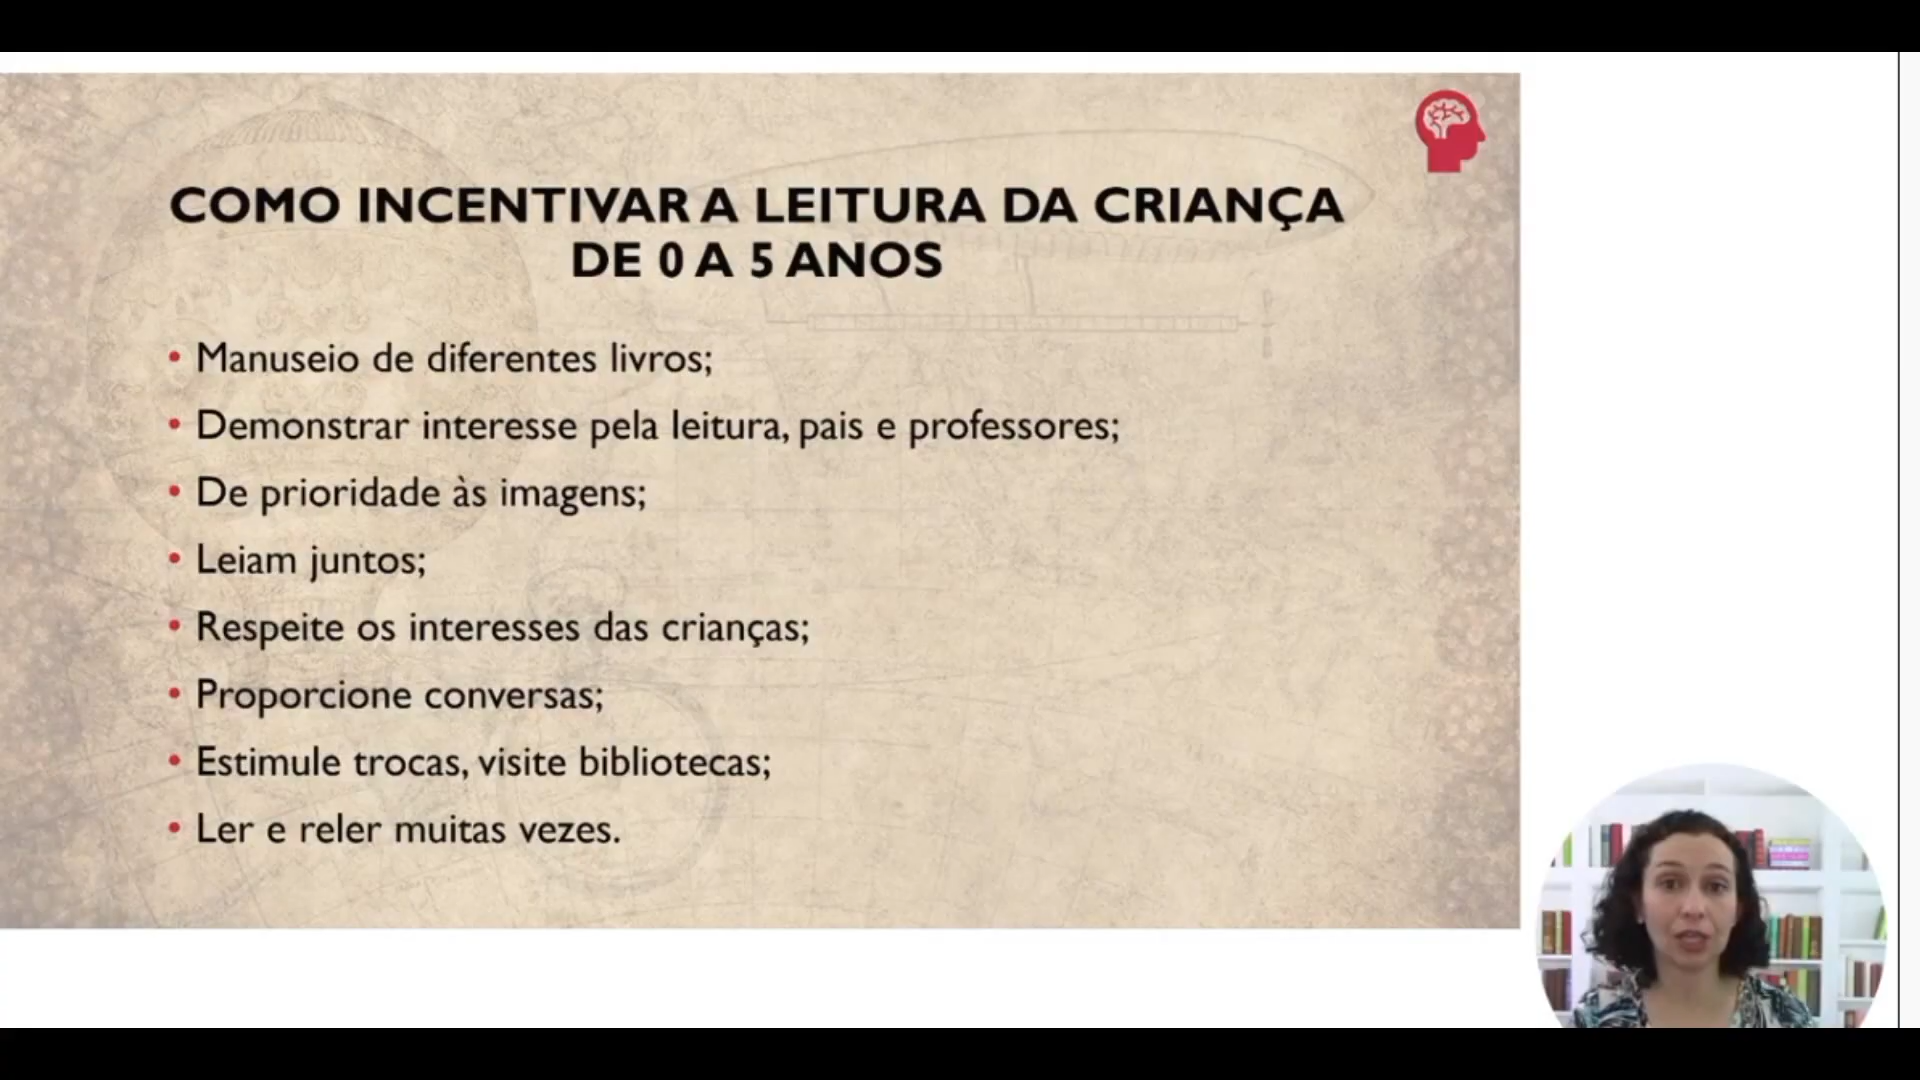 COMO INCENTIVAR A LEITURA DA CRIANÇA
DE 0 A 5 ANOS
• Manuseio de diferentes livros;
• Demonstrar interesse pela leitura, pais e professores;
• De prioridade às imagens;
• Leiam juntos;
• Respeite os interesses das crianças;
• Proporcione conversas;
• Estimule trocas, visite bibliotecas;
• Ler e reler muitas vezes.